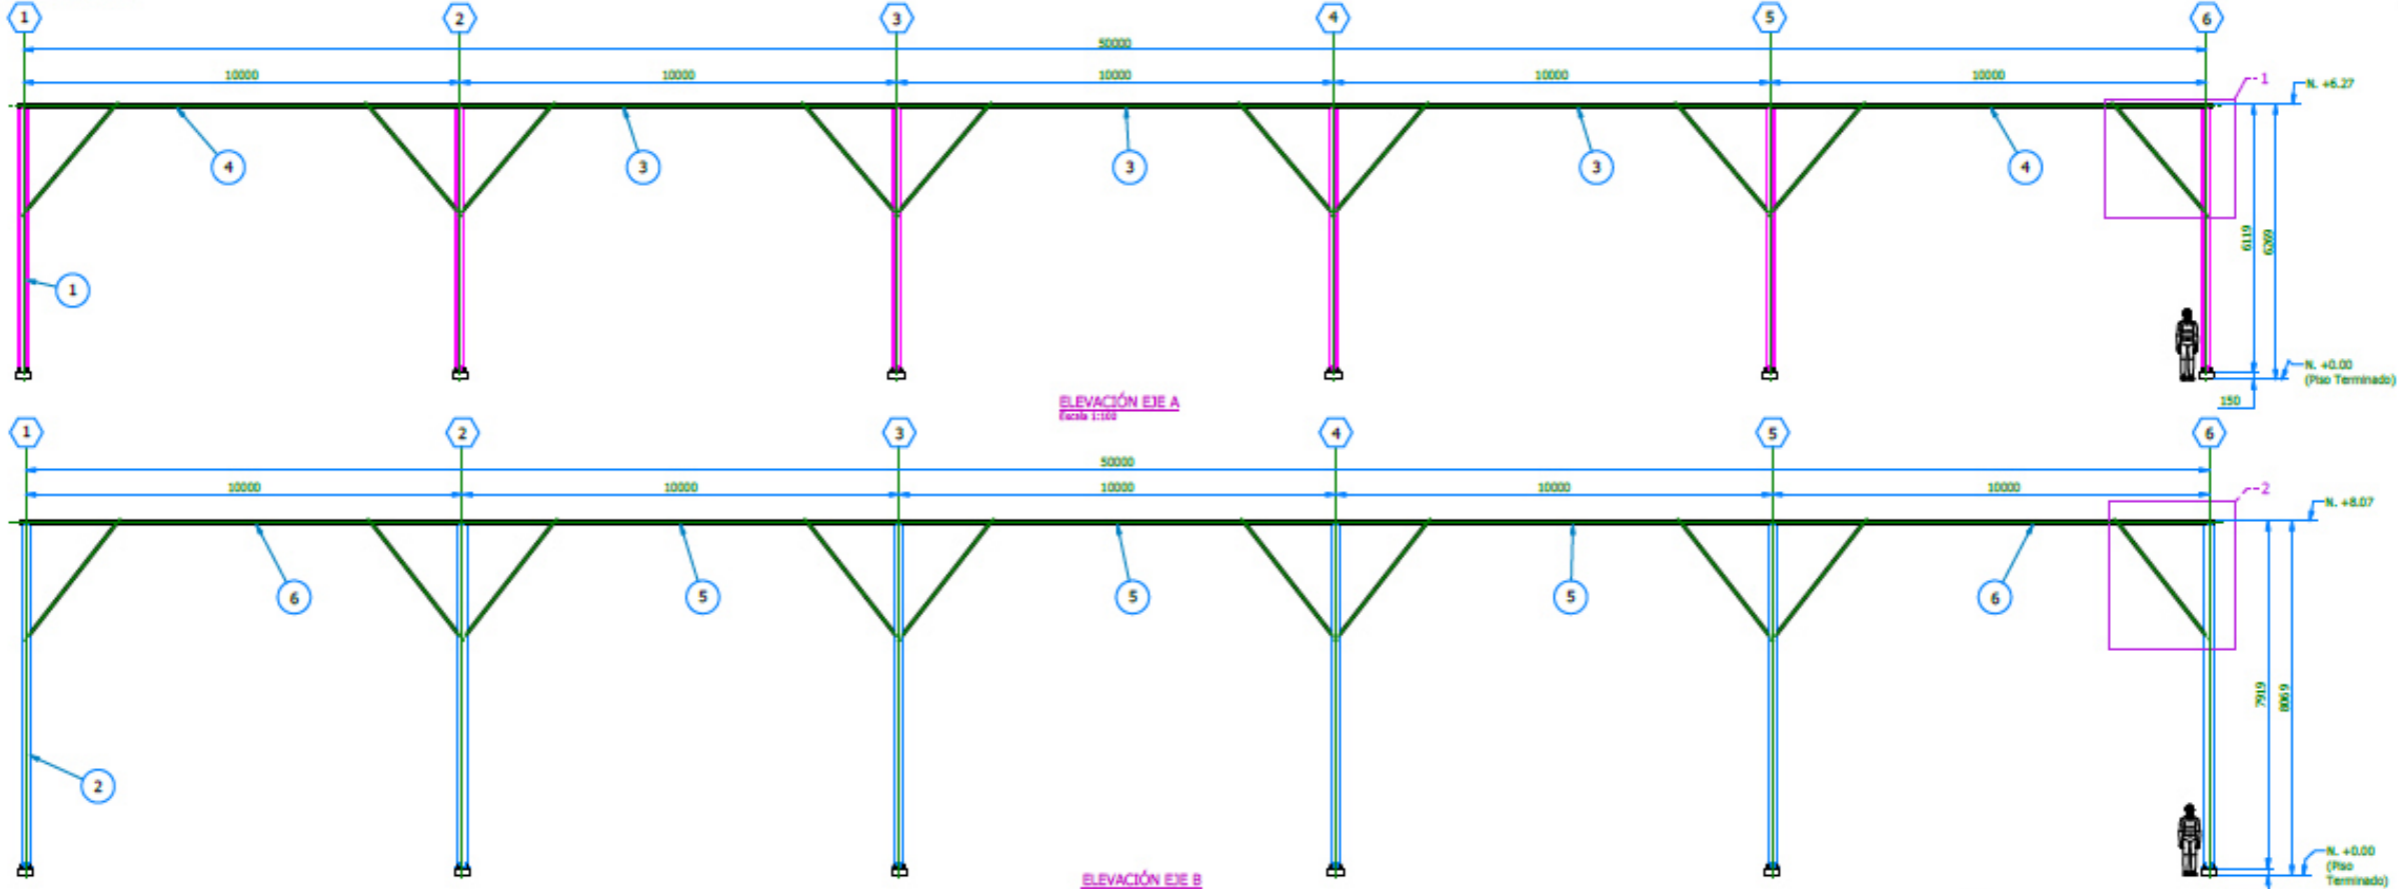 1 2 3 4 5 6
50000
10000 10000 10000 10000 10000
1
N. +6.27
4 3 3 3 4
6119 6269
1
N. +0.00
(Piso Terminado)
150
ELEVACIÓN EJE A
Escala 1:100
1 2 3 4 5 6
50000
10000 10000 10000 10000 10000
2
N. +8.07
6 5 5 5 6
7919 8069
2
N. +0.00
(Piso
Terminado)
ELEVACIÓN EJE B